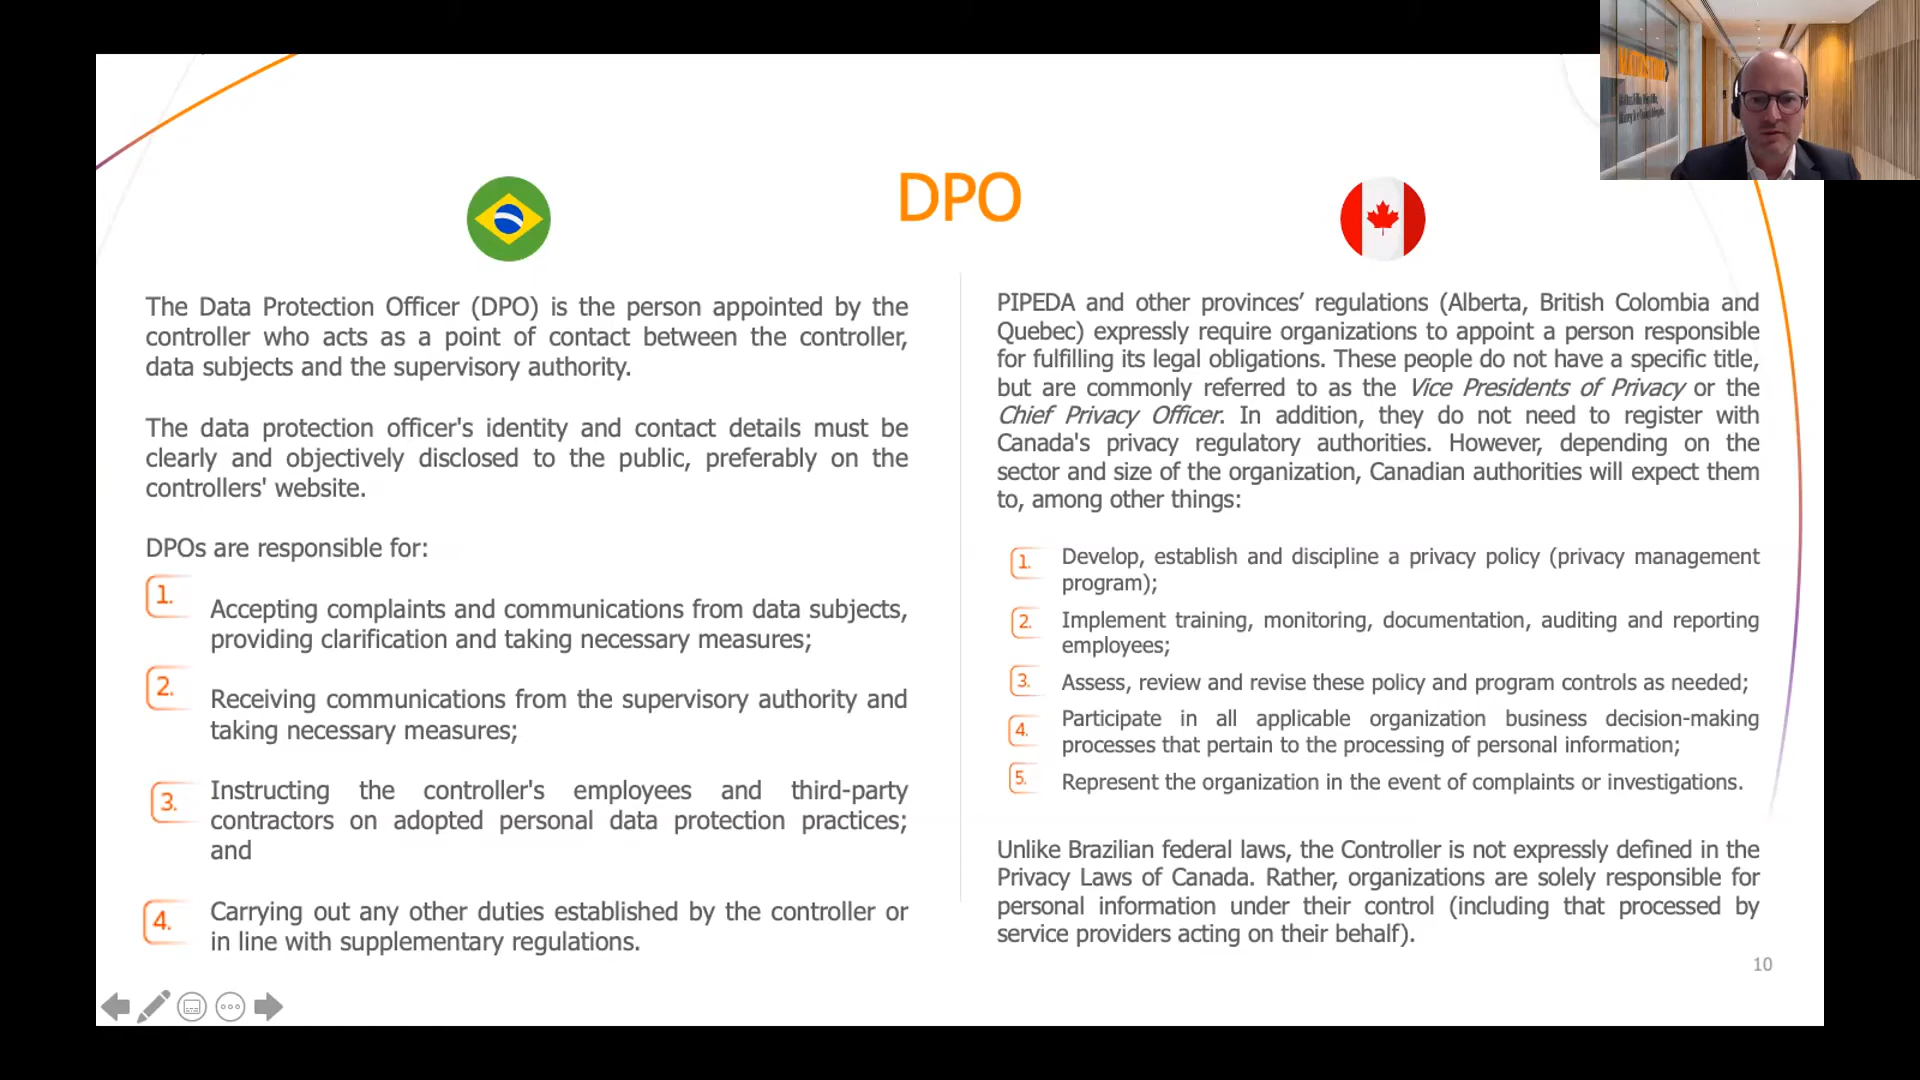 DPO
The Data Protection Officer (DPO) is the person appointed by the
controller who acts as a point of contact between the controller,
data subjects and the supervisory authority.
The data protection officer's identity and contact details must be
clearly and objectively disclosed to the public, preferably on the
controllers' website.
DPOs are responsible for:
1.
Accepting complaints and communications from data subjects,
providing clarification and taking necessary measures;
2.
Receiving communications from the supervisory authority and
taking necessary measures;
3.
Instructing the controller's employees and third-party
contractors on adopted personal data protection practices;
and
4.
Carrying out any other duties established by the controller or
in line with supplementary regulations.
PIPEDA and other provinces’ regulations (Alberta, British Colombia and
Quebec) expressly require organizations to appoint a person responsible
for fulfilling its legal obligations. These people do not have a specific title,
but are commonly referred to as the Vice Presidents of Privacy or the
Chief Privacy Officer. In addition, they do not need to register with
Canada's privacy regulatory authorities. However, depending on the
sector and size of the organization, Canadian authorities will expect them
to, among other things:
1. Develop, establish and discipline a privacy policy (privacy management
program);
2. Implement training, monitoring, documentation, auditing and reporting
employees;
3. Assess, review and revise these policy and program controls as needed;
4. Participate in all applicable organization business decision-making
processes that pertain to the processing of personal information;
5. Represent the organization in the event of complaints or investigations.
Unlike Brazilian federal laws, the Controller is not expressly defined in the
Privacy Laws of Canada. Rather, organizations are solely responsible for
personal information under their control (including that processed by
service providers acting on their behalf).
10